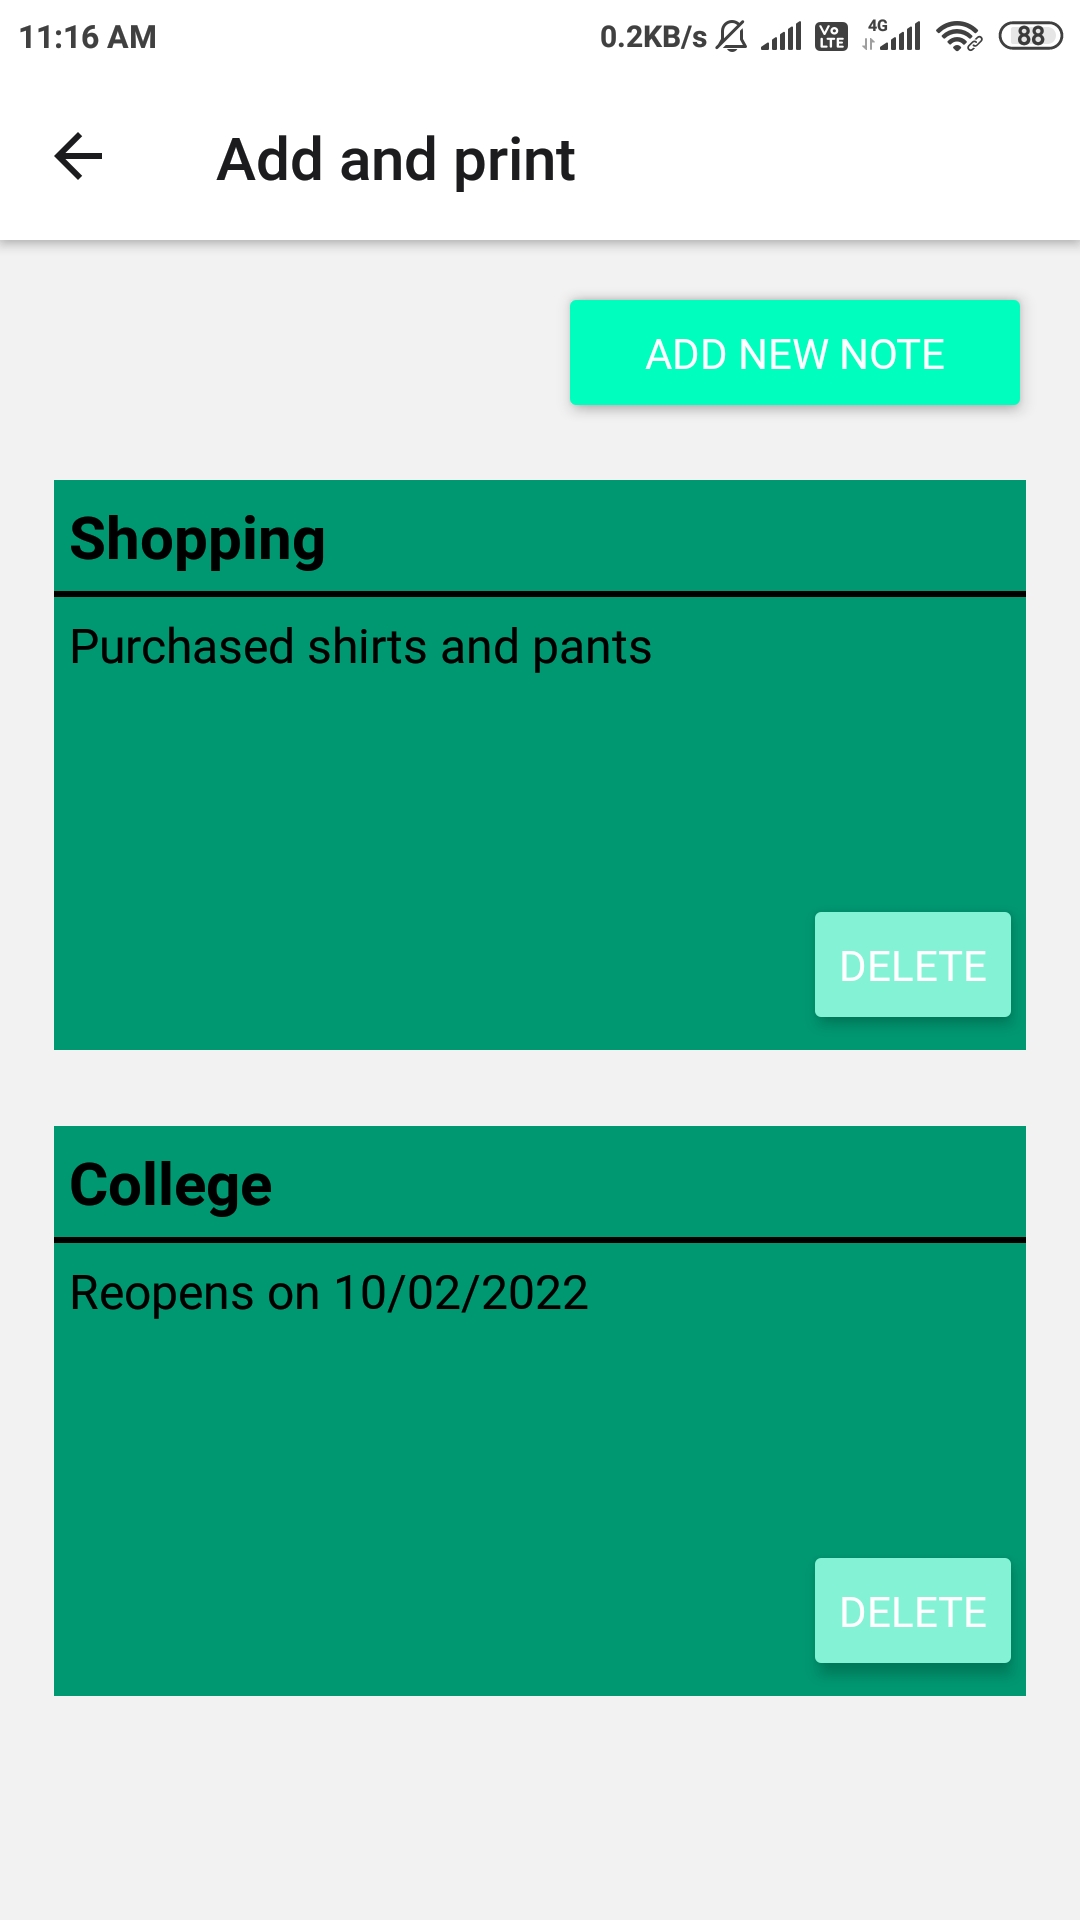 11:16 AM 0.2KB/s Vo LTE 4G 88
Add and print
ADD NEW NOTE
Shopping
Purchased shirts and pants
DELETE
College
Reopens on 10/02/2022
DELETE